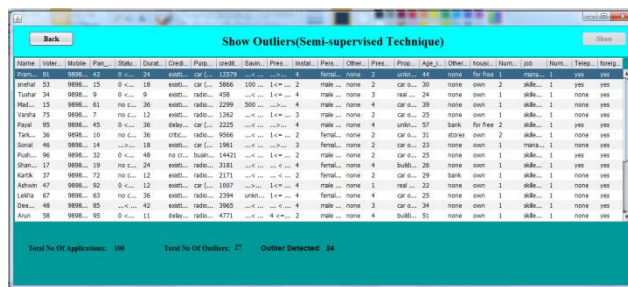 Back Show Outliers(Semi-supervised Technique) Show
Name Voter... Mobile Pan_... Statu... Durat... Credi... Purp... credit... Savin... Pres... Instal... Pers... Other... Pres... Prop... Age_i... Other... housi... Num... job Num... Telep... foreig...
Pram... 91 9898... 42 0 <... 24 existi... car (... 12579 ...< ... ...>... 4 femal... none 2 unkn... 44 none for free 1 mana... 1 yes yes
snehal 53 9898... 15 0 <... 18 existi... car (... 5866 100 ... 1<= ... 2 male ... none 2 car o... 30 none own 2 skille... 1 yes yes
Tushar 34 9898... 9 0 <... 9 existi... radio... 458 ...< ... 1<= ... 4 male ... none 3 real ... 24 none own 1 skille... 1 none yes
Mad... 15 9898... 61 no c... 36 existi... radio... 2299 500 ... ...>... 4 male ... none 4 car o... 39 none own 1 skille... 1 none yes
Varsha 75 9898... 7 no c... 12 existi... radio... 1262 ...< ... 1<= ... 3 male ... none 2 car o... 25 none own 1 skille... 1 none yes
Payal 95 9898... 45 0 <... 36 delay... car (... 2225 ...< ... ...>... 4 male ... none 4 unkn... 57 bank for free 2 skille... 1 yes yes
Tark... 36 9898... 10 no c... 36 critic... radio... 9566 ...< ... 1<= ... 2 femal... none 2 car o... 31 stores own 2 skille... 1 none yes
Sonal 46 9898... 14 ...>... 18 existi... car (... 1961 ...< ... ...>... 3 femal... none 2 car o... 23 none own 1 mana... 1 none yes
Push... 96 9898... 32 0 <... 48 no cr... busin... 14421 ...< ... 1<= ... 2 male ... none 2 car o... 25 none own 1 skille... 1 yes yes
Shan... 17 9898... 19 no c... 24 existi... radio... 3181 ...< ... ... < ... 4 femal... none 4 buildi... 26 none own 1 skille... 1 yes yes
Kartik 37 9898... 72 no c... 12 existi... radio... 2171 ...< ... ... < ... 2 femal... none 2 car o... 29 bank own 1 skille... 1 none yes
Ashwin 47 9898... 92 0 <... 12 existi... car (... 1007 ...>... 1<= ... 4 male ... none 1 real ... 22 none own 1 skille... 1 none yes
Lekha 67 9898... 63 no c... 36 existi... radio... 2394 unkn... 1<= ... 4 femal... none 4 car o... 25 none own 1 skille... 1 none yes
Dee... 48 9898... 85 ...< ... 42 existi... radio... 3965 ...< ... ... < ... 4 male ... none 3 car o... 34 none own 1 skille... 1 none yes
Arun 58 9898... 95 0 <... 11 delay... car (... 4771 ...< ... 4 <=... 2 male ... none 4 buildi... 51 none own 1 skille... 1 none yes
Total No Of Applications: 100 Total No Of Outliers: 27 Outlier Detected: 24